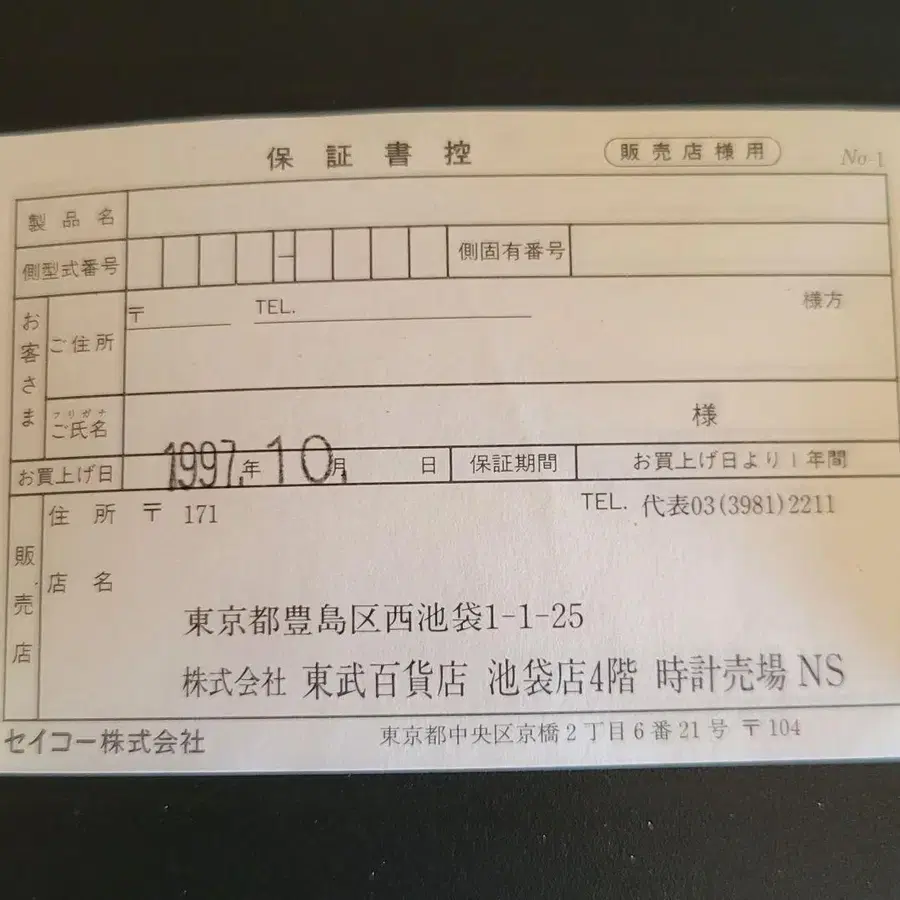 保証書控 販売店様用 No-1
製品名
側型式番号 - 側固有番号
お客さま
ご住所 〒 TEL. 様方
フリガナ
ご氏名 様
お買上げ日 1997.年10.月 日 保証期間 お買上げ日より1年間
販売店
住所 〒 171 TEL. 代表03(3981)2211
店名
東京都豊島区西池袋1-1-25
株式会社 東武百貨店 池袋店4階 時計売場 NS
セイコー株式会社 東京都中央区京橋2丁目6番21号 〒104